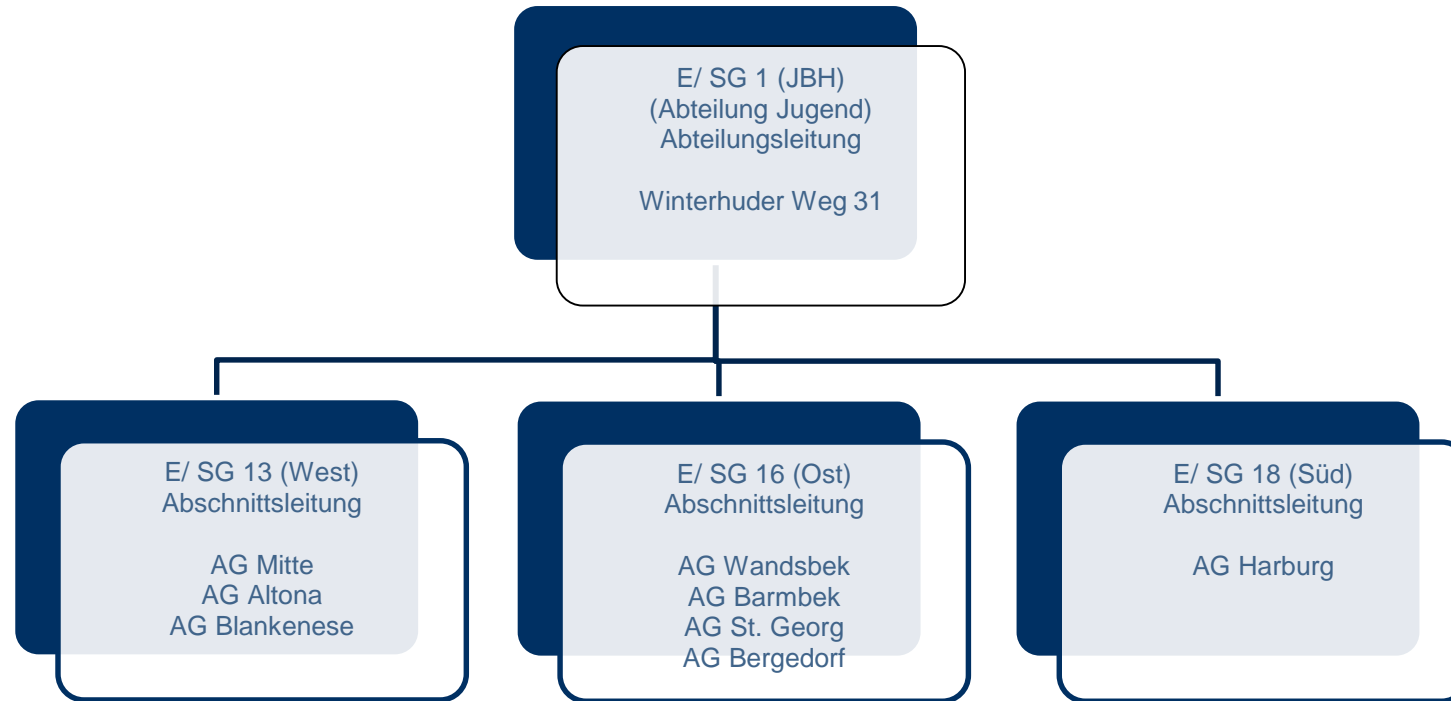 E/ SG 1 (JBH)
(Abteilung Jugend)
Abteilungsleitung
Winterhuder Weg 31
E/ SG 13 (West)
Abschnittsleitung
AG Mitte
AG Altona
AG Blankenese
E/ SG 16 (Ost)
Abschnittsleitung
AG Wandsbek
AG Barmbek
AG St. Georg
AG Bergedorf
E/ SG 18 (Süd)
Abschnittsleitung
AG Harburg